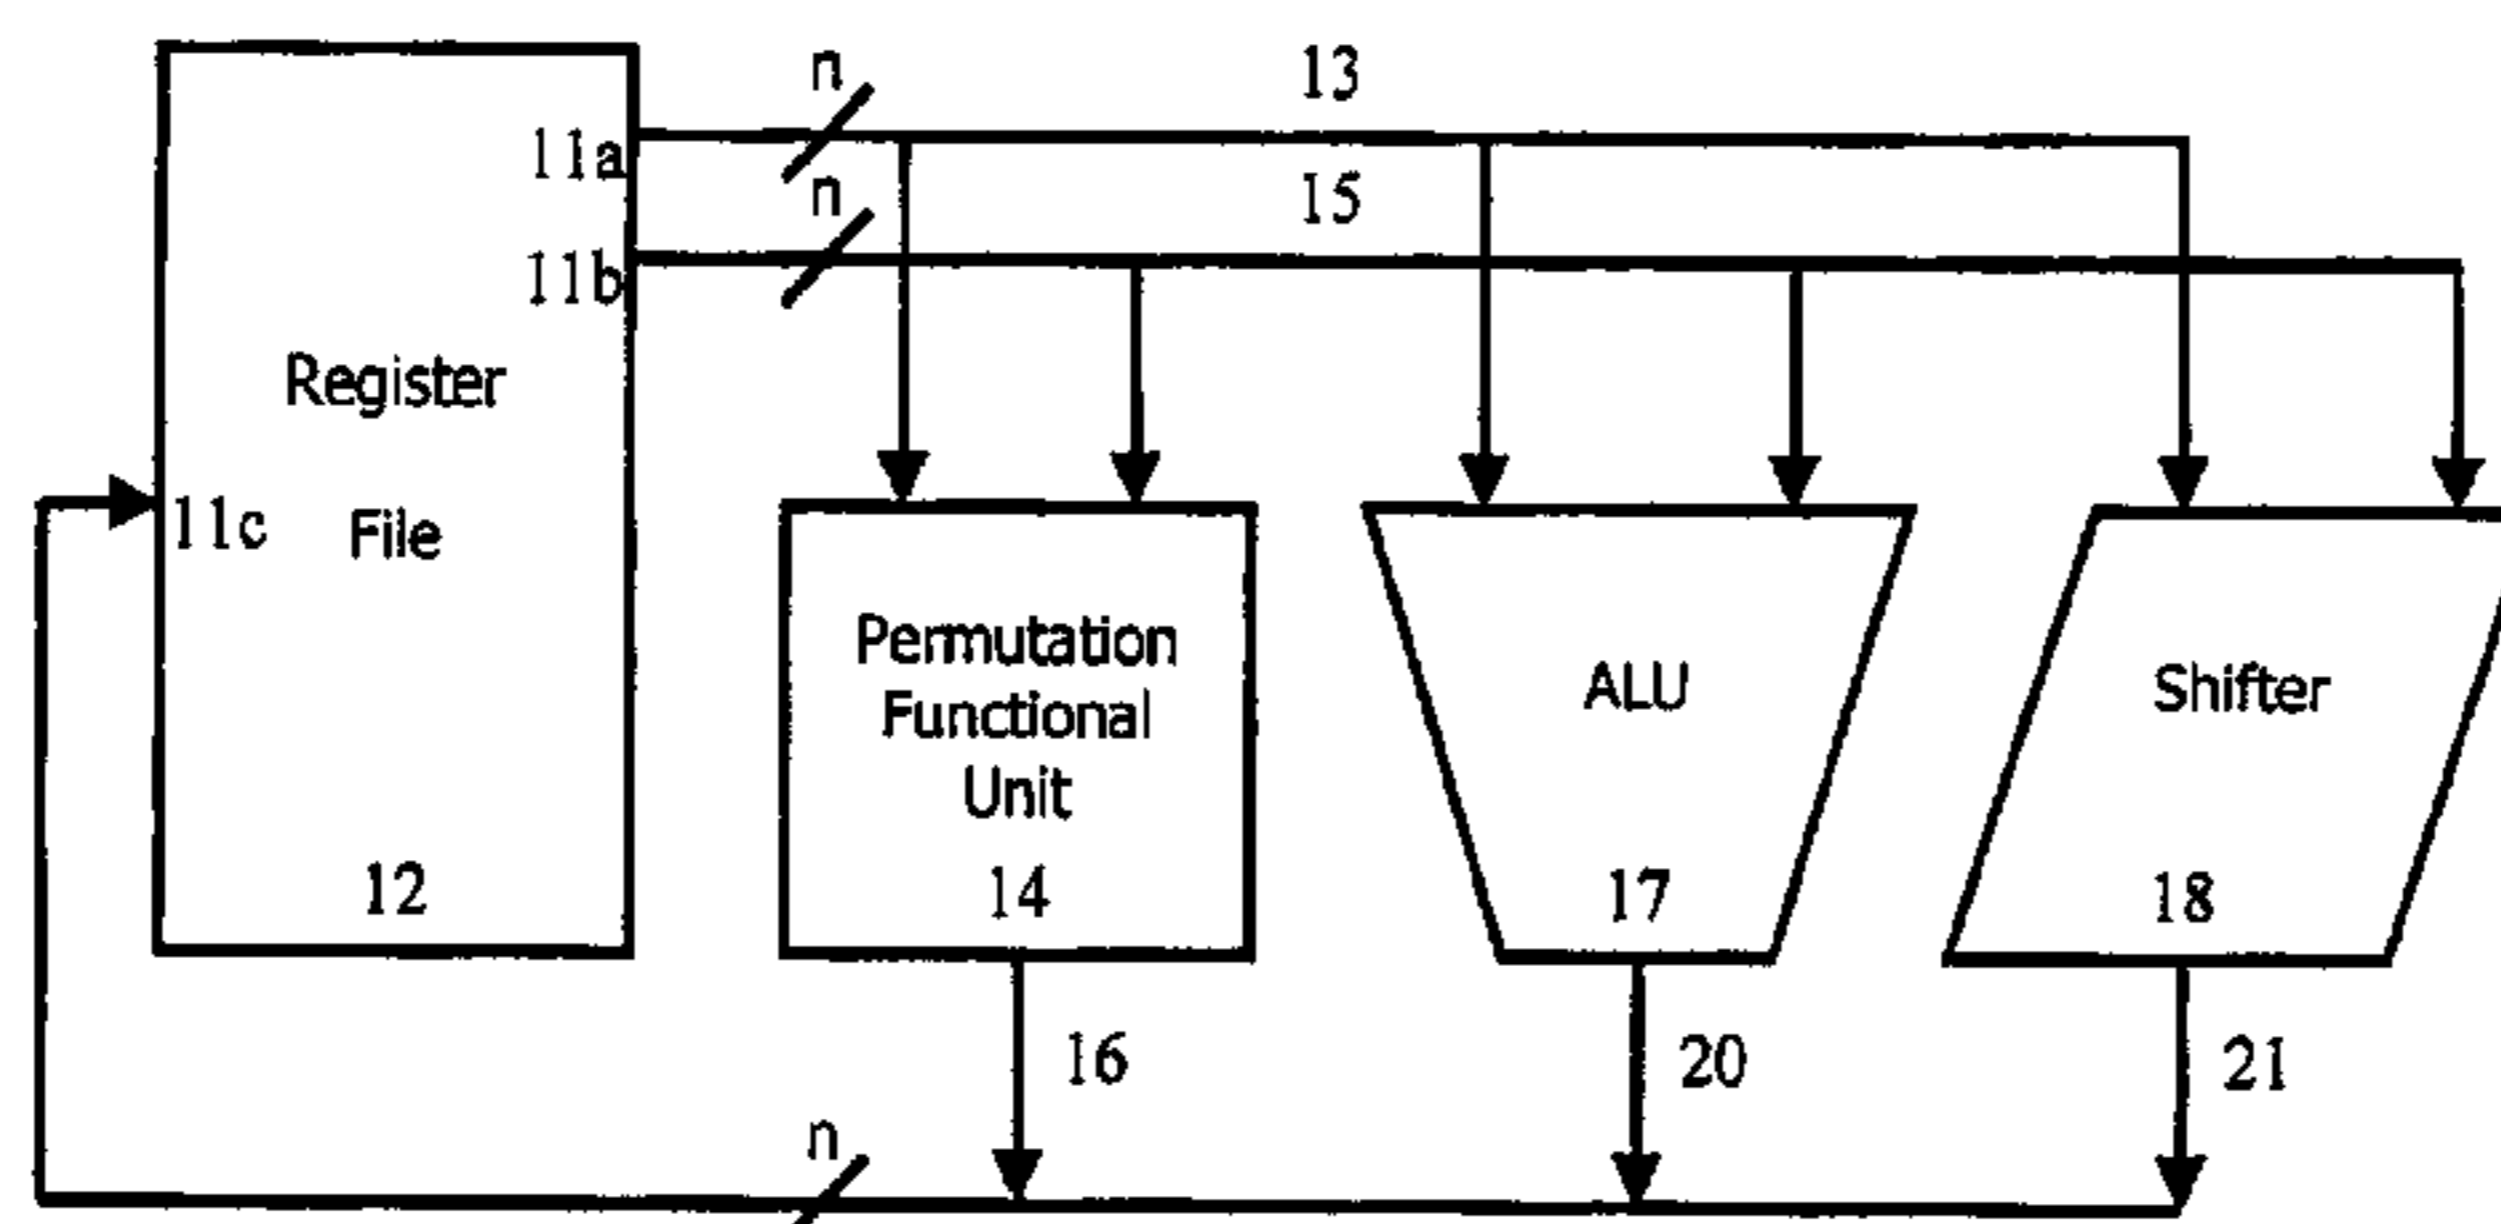 n
13
11a
n
15
11b
Register
File
11c
Permutation
Functional
Unit
ALU
Shifter
12
14
17
18
16
20
21
n